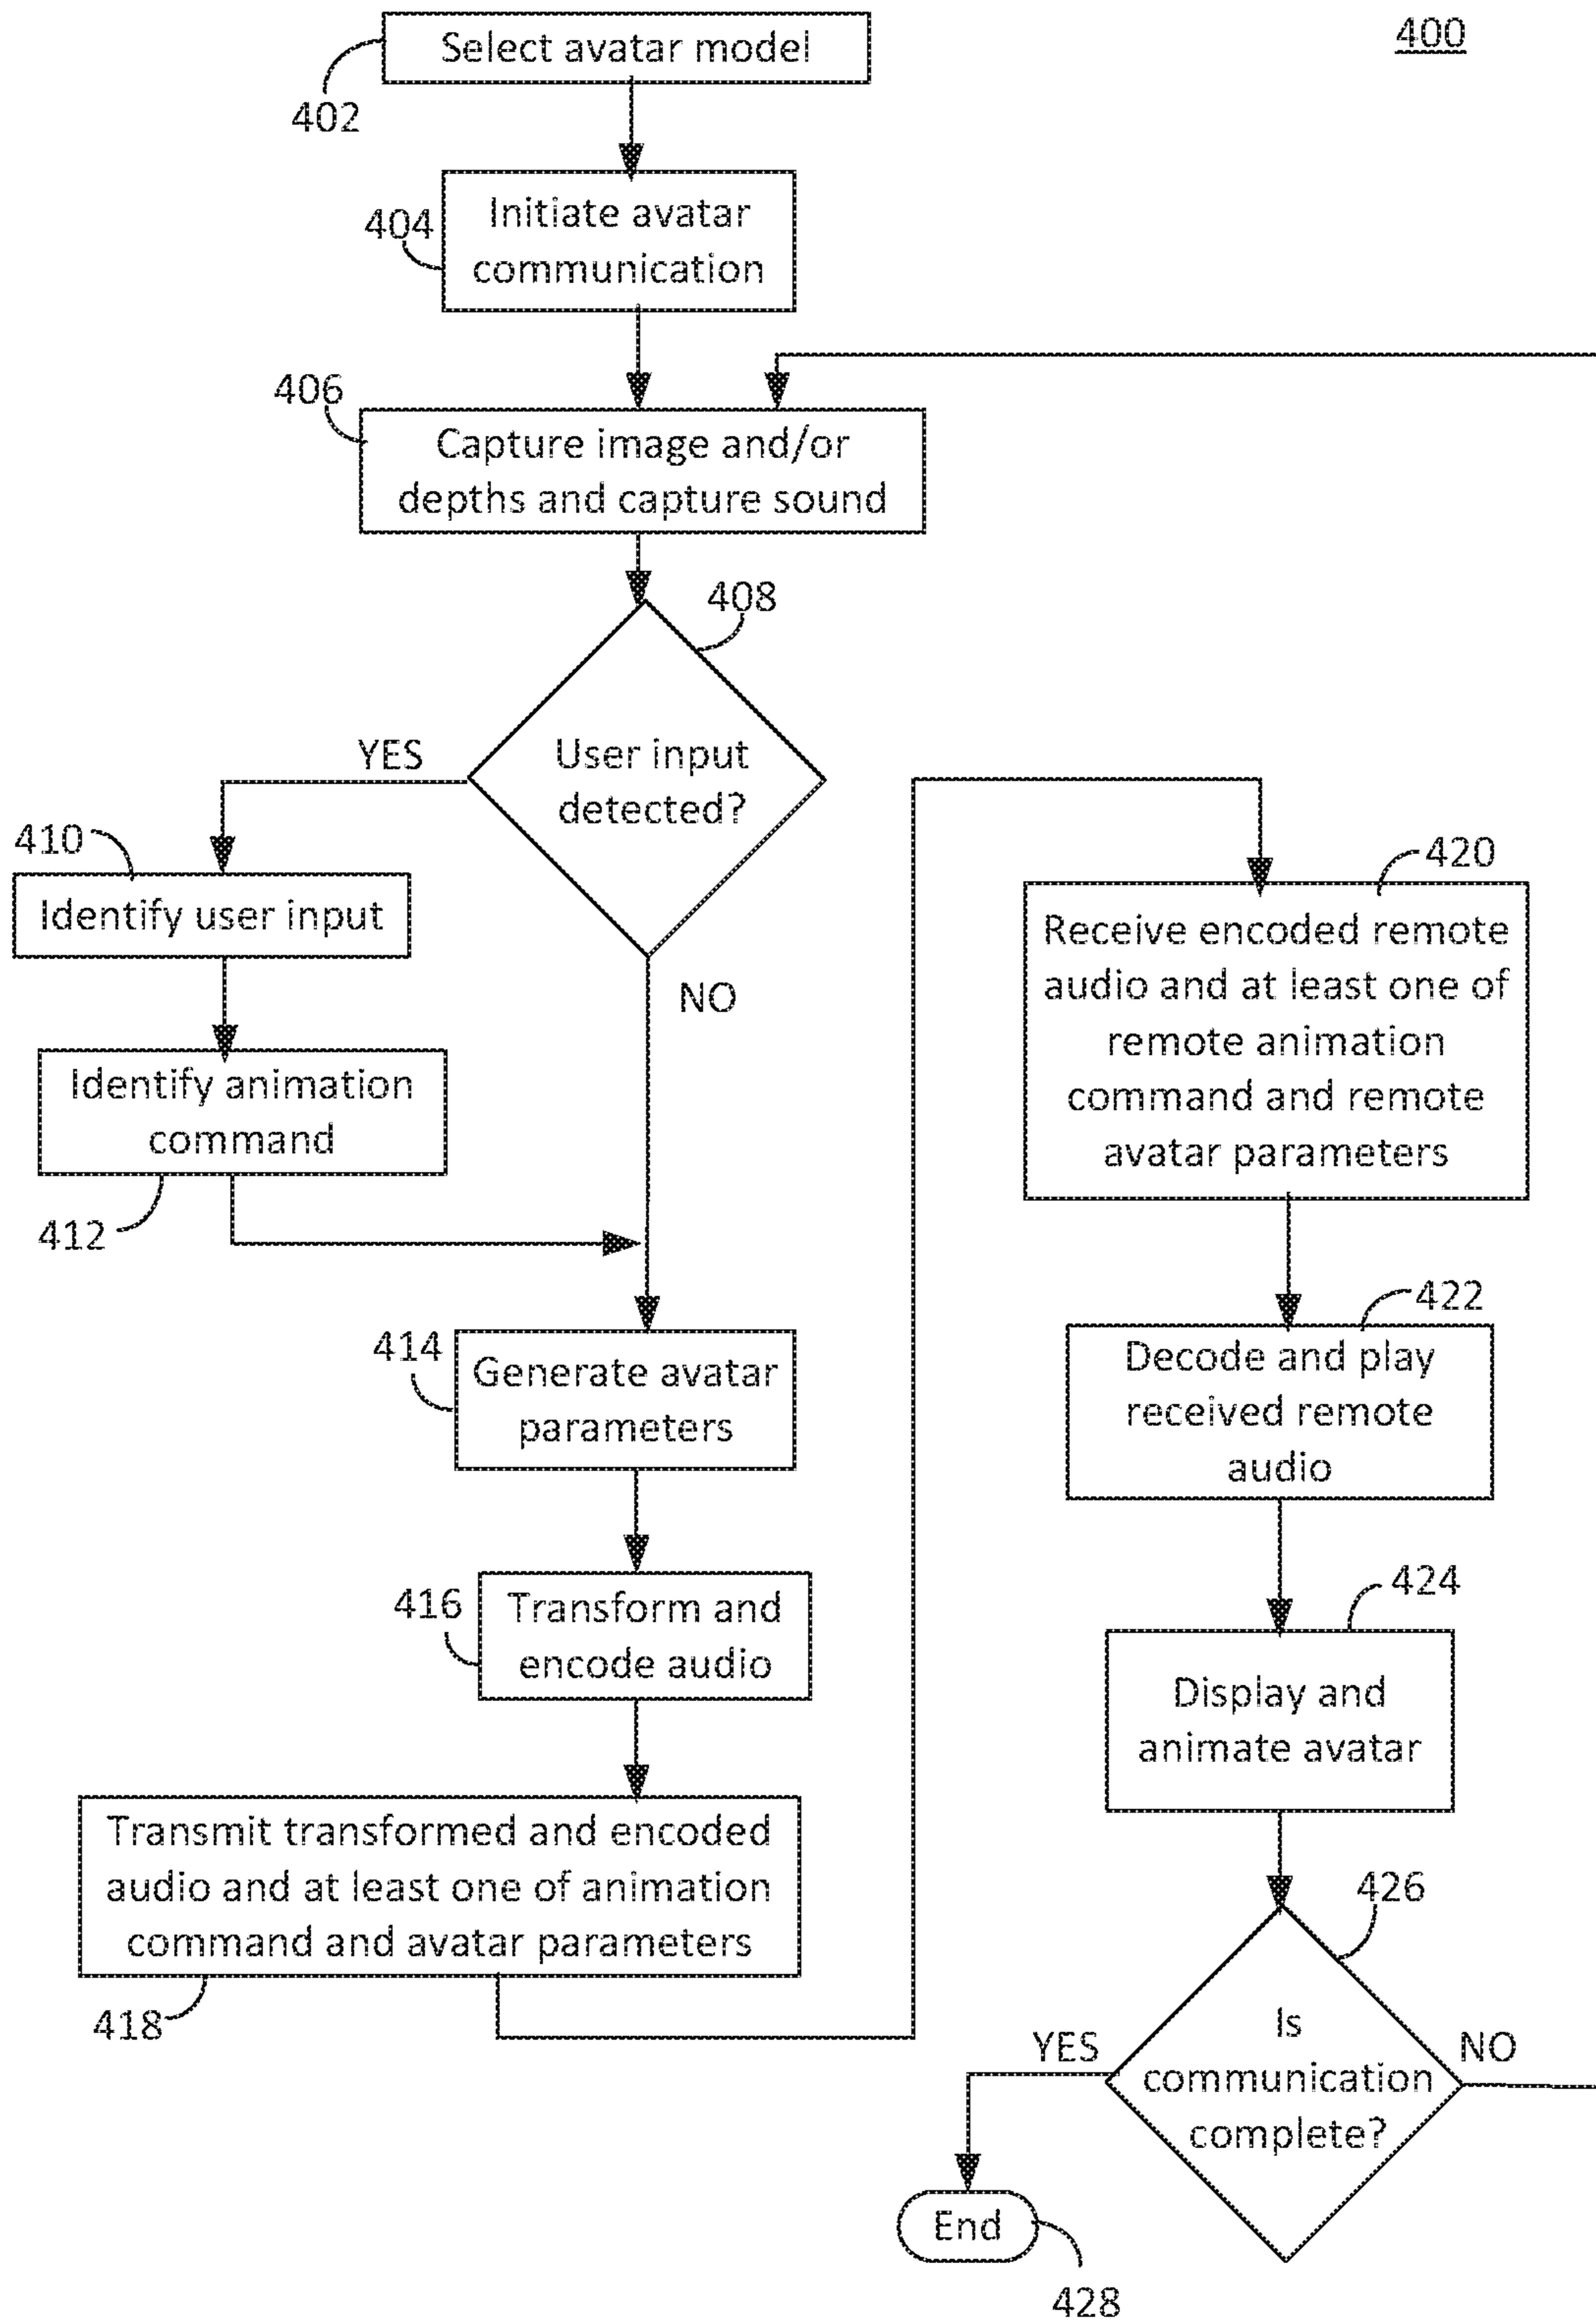 400
Select avatar model
402
Initiate avatar
communication
404
406
Capture image and/or
depths and capture sound
408
User input
detected?
YES
NO
410
Identify user input
Identify animation
command
412
414
Generate avatar
parameters
416
Transform and
encode audio
Transmit transformed and encoded
audio and at least one of animation
command and avatar parameters
418
420
Receive encoded remote
audio and at least one of
remote animation
command and remote
avatar parameters
422
Decode and play
received remote
audio
424
Display and
animate avatar
426
Is
communication
complete?
YES
NO
End
428